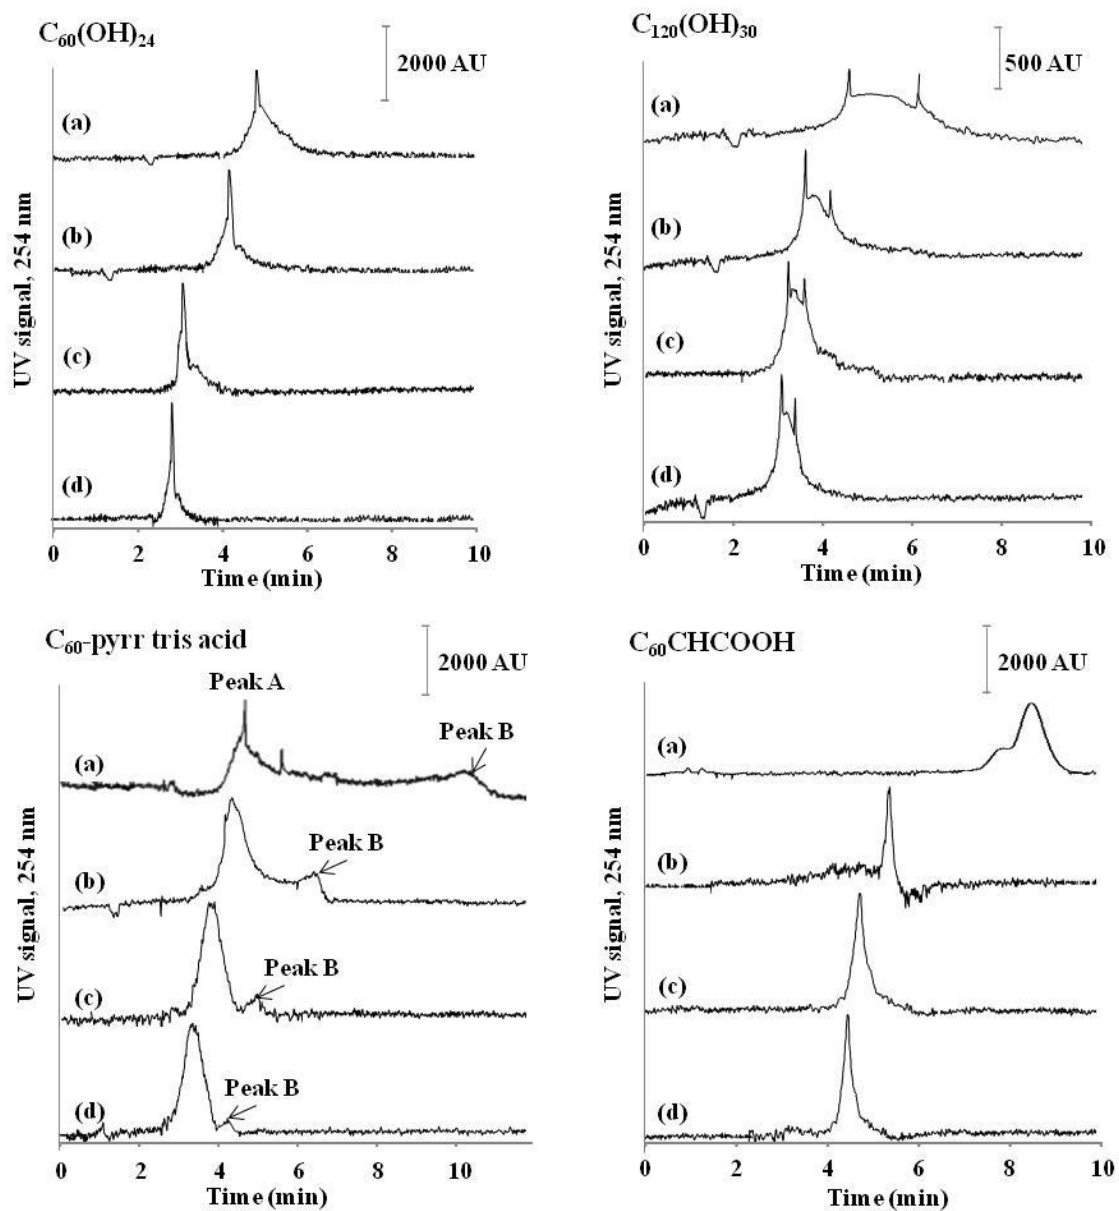 C₆₀(OH)₂₄
2000 AU
(a)
(b)
(c)
(d)
UV signal, 254 nm
0 2 4 6 8 10
Time (min)
C₁₂₀(OH)₃₀
500 AU
(a)
(b)
(c)
(d)
UV signal, 254 nm
0 2 4 6 8 10
Time (min)
C₆₀-pyrr tris acid
2000 AU
Peak A
Peak B
(a)
Peak B
(b)
Peak B
(c)
Peak B
(d)
UV signal, 254 nm
0 2 4 6 8 10
Time (min)
C₆₀CHCOOH
2000 AU
(a)
(b)
(c)
(d)
UV signal, 254 nm
0 2 4 6 8 10
Time (min)